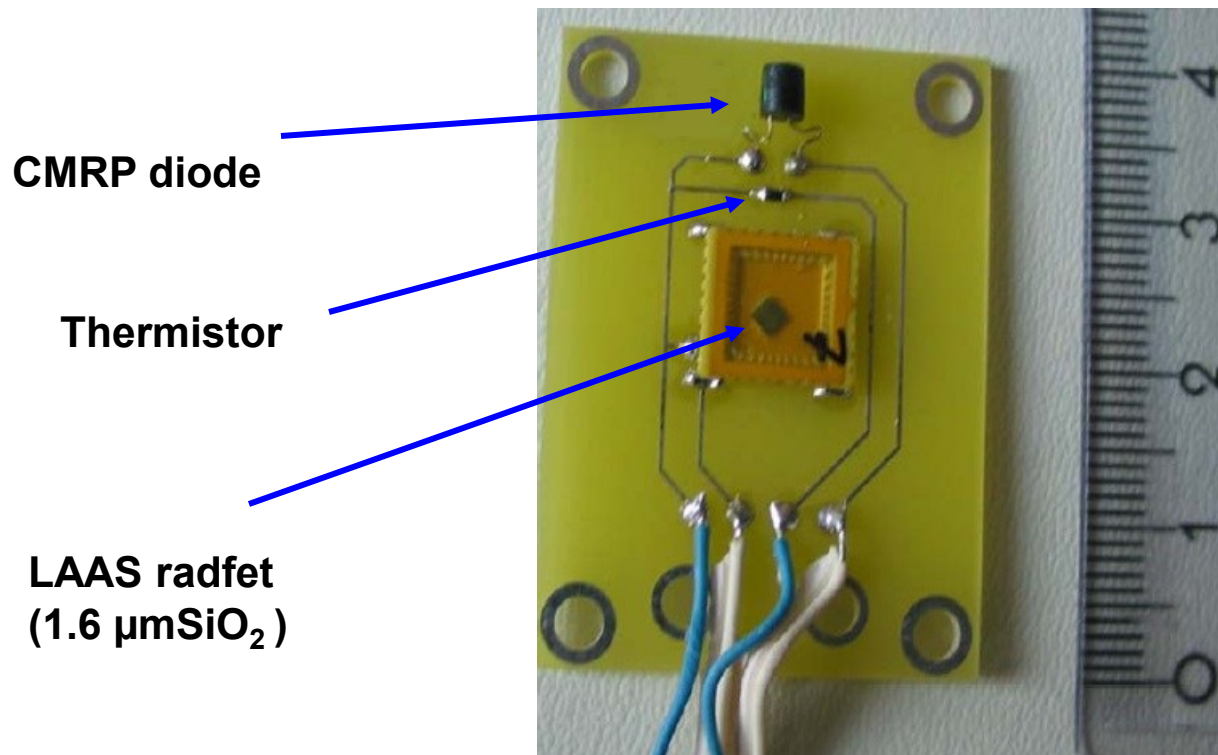 CMRP diode
Thermistor
LAAS radfet
(1.6 µmSiO₂ )
4
3
2
1
0